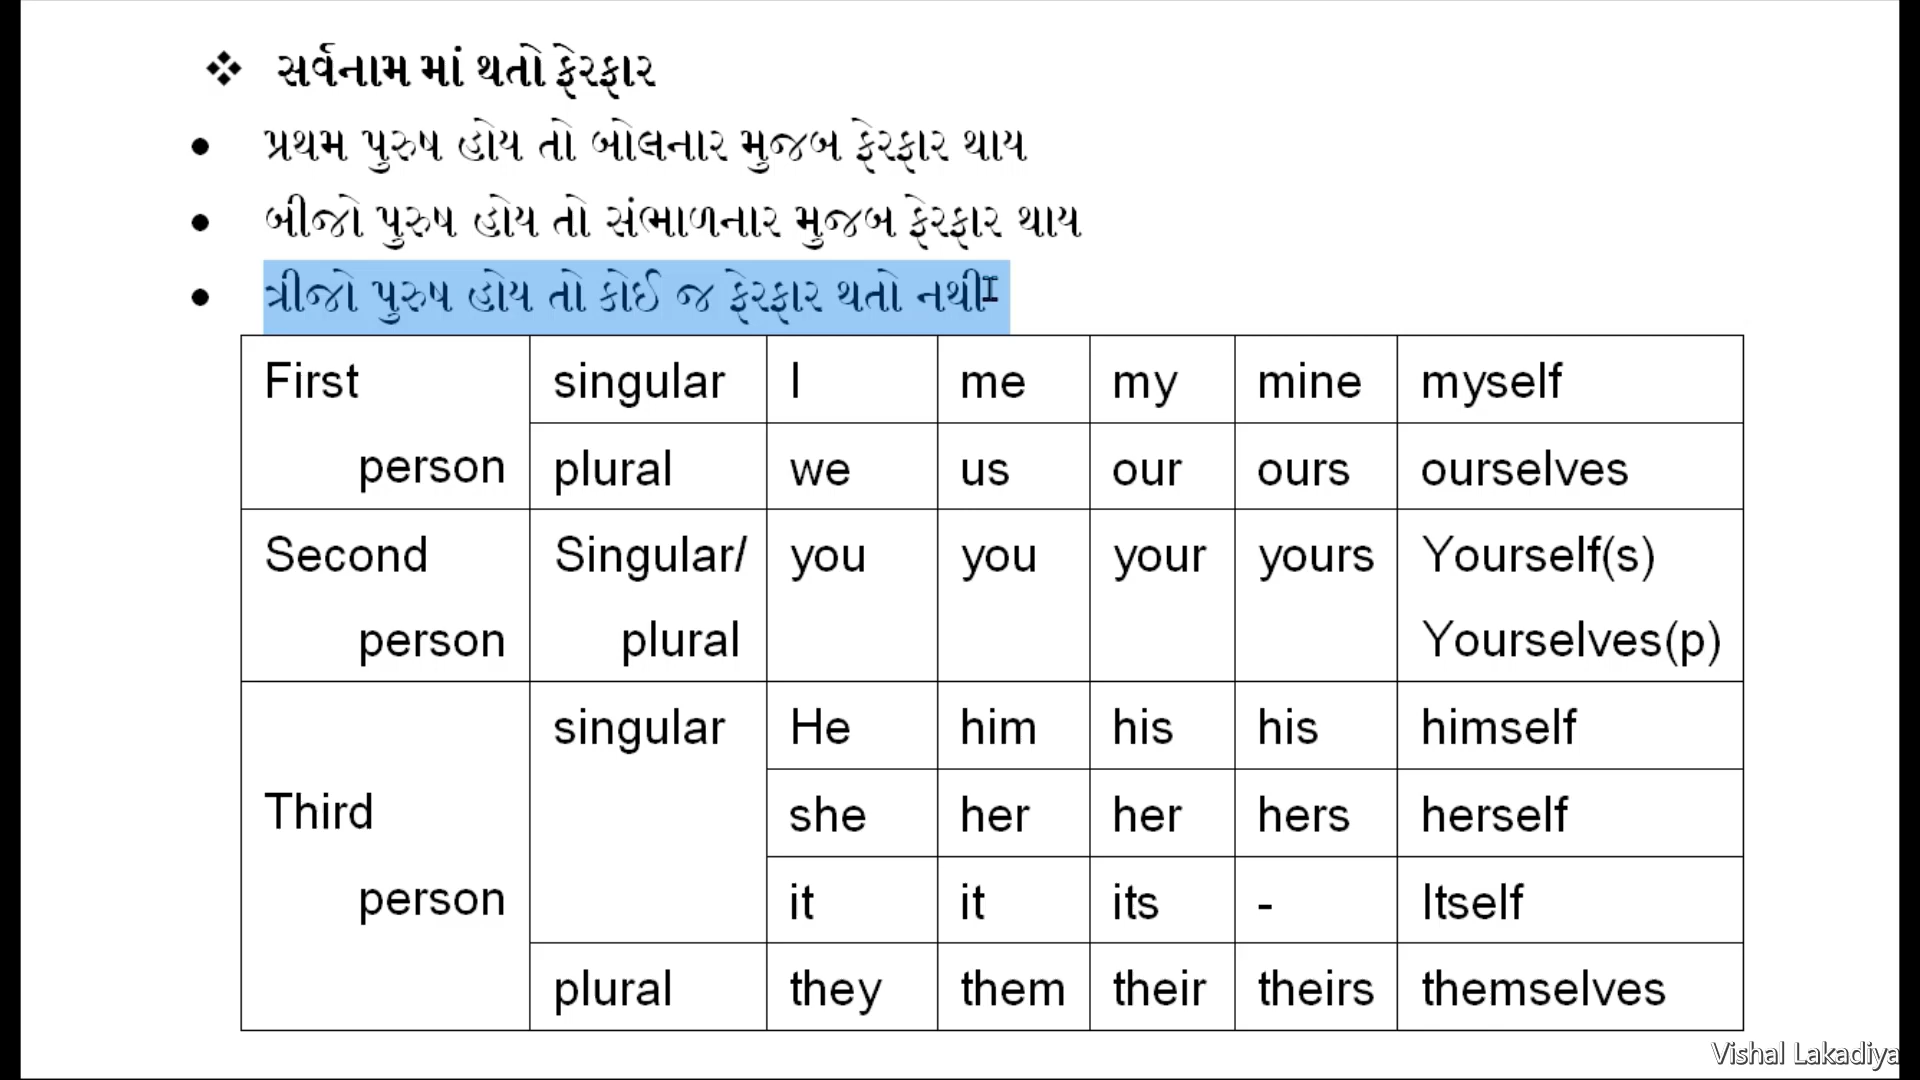 ❖ સર્વનામ માં થતો ફેરફાર
• પ્રથમ પુરુષ હોય તો બોલનાર મુજબ ફેરફાર થાય
• બીજો પુરુષ હોય તો સંભાળનાર મુજબ ફેરફાર થાય
• ત્રીજો પુરુષ હોય તો કોઈ જ ફેરફાર થતો નથી
First singular I me my mine myself
person plural we us our ours ourselves
Second Singular/ you you your yours Yourself(s)
person plural Yourselves(p)
singular He him his his himself
Third she her her hers herself
person it it its - Itself
plural they them their theirs themselves
Vishal Lakadiya